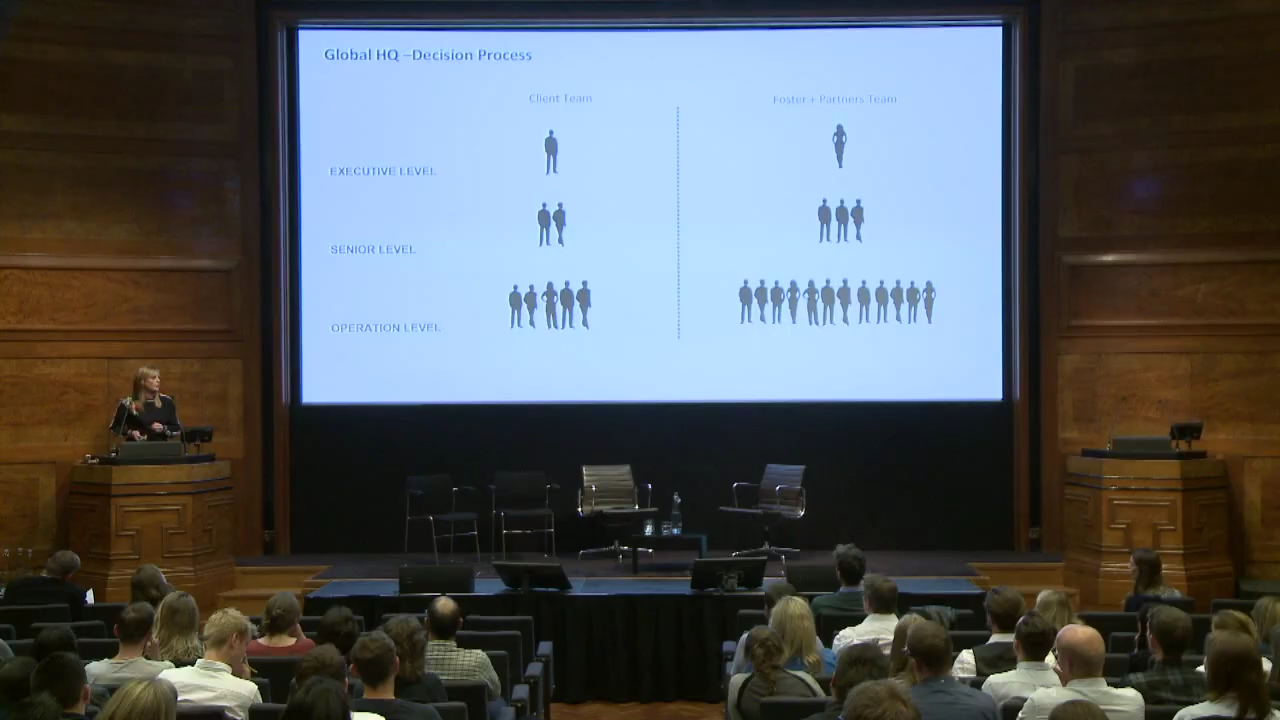 Global HQ –Decision Process
Client Team
Foster + Partners Team
EXECUTIVE LEVEL
SENIOR LEVEL
OPERATION LEVEL